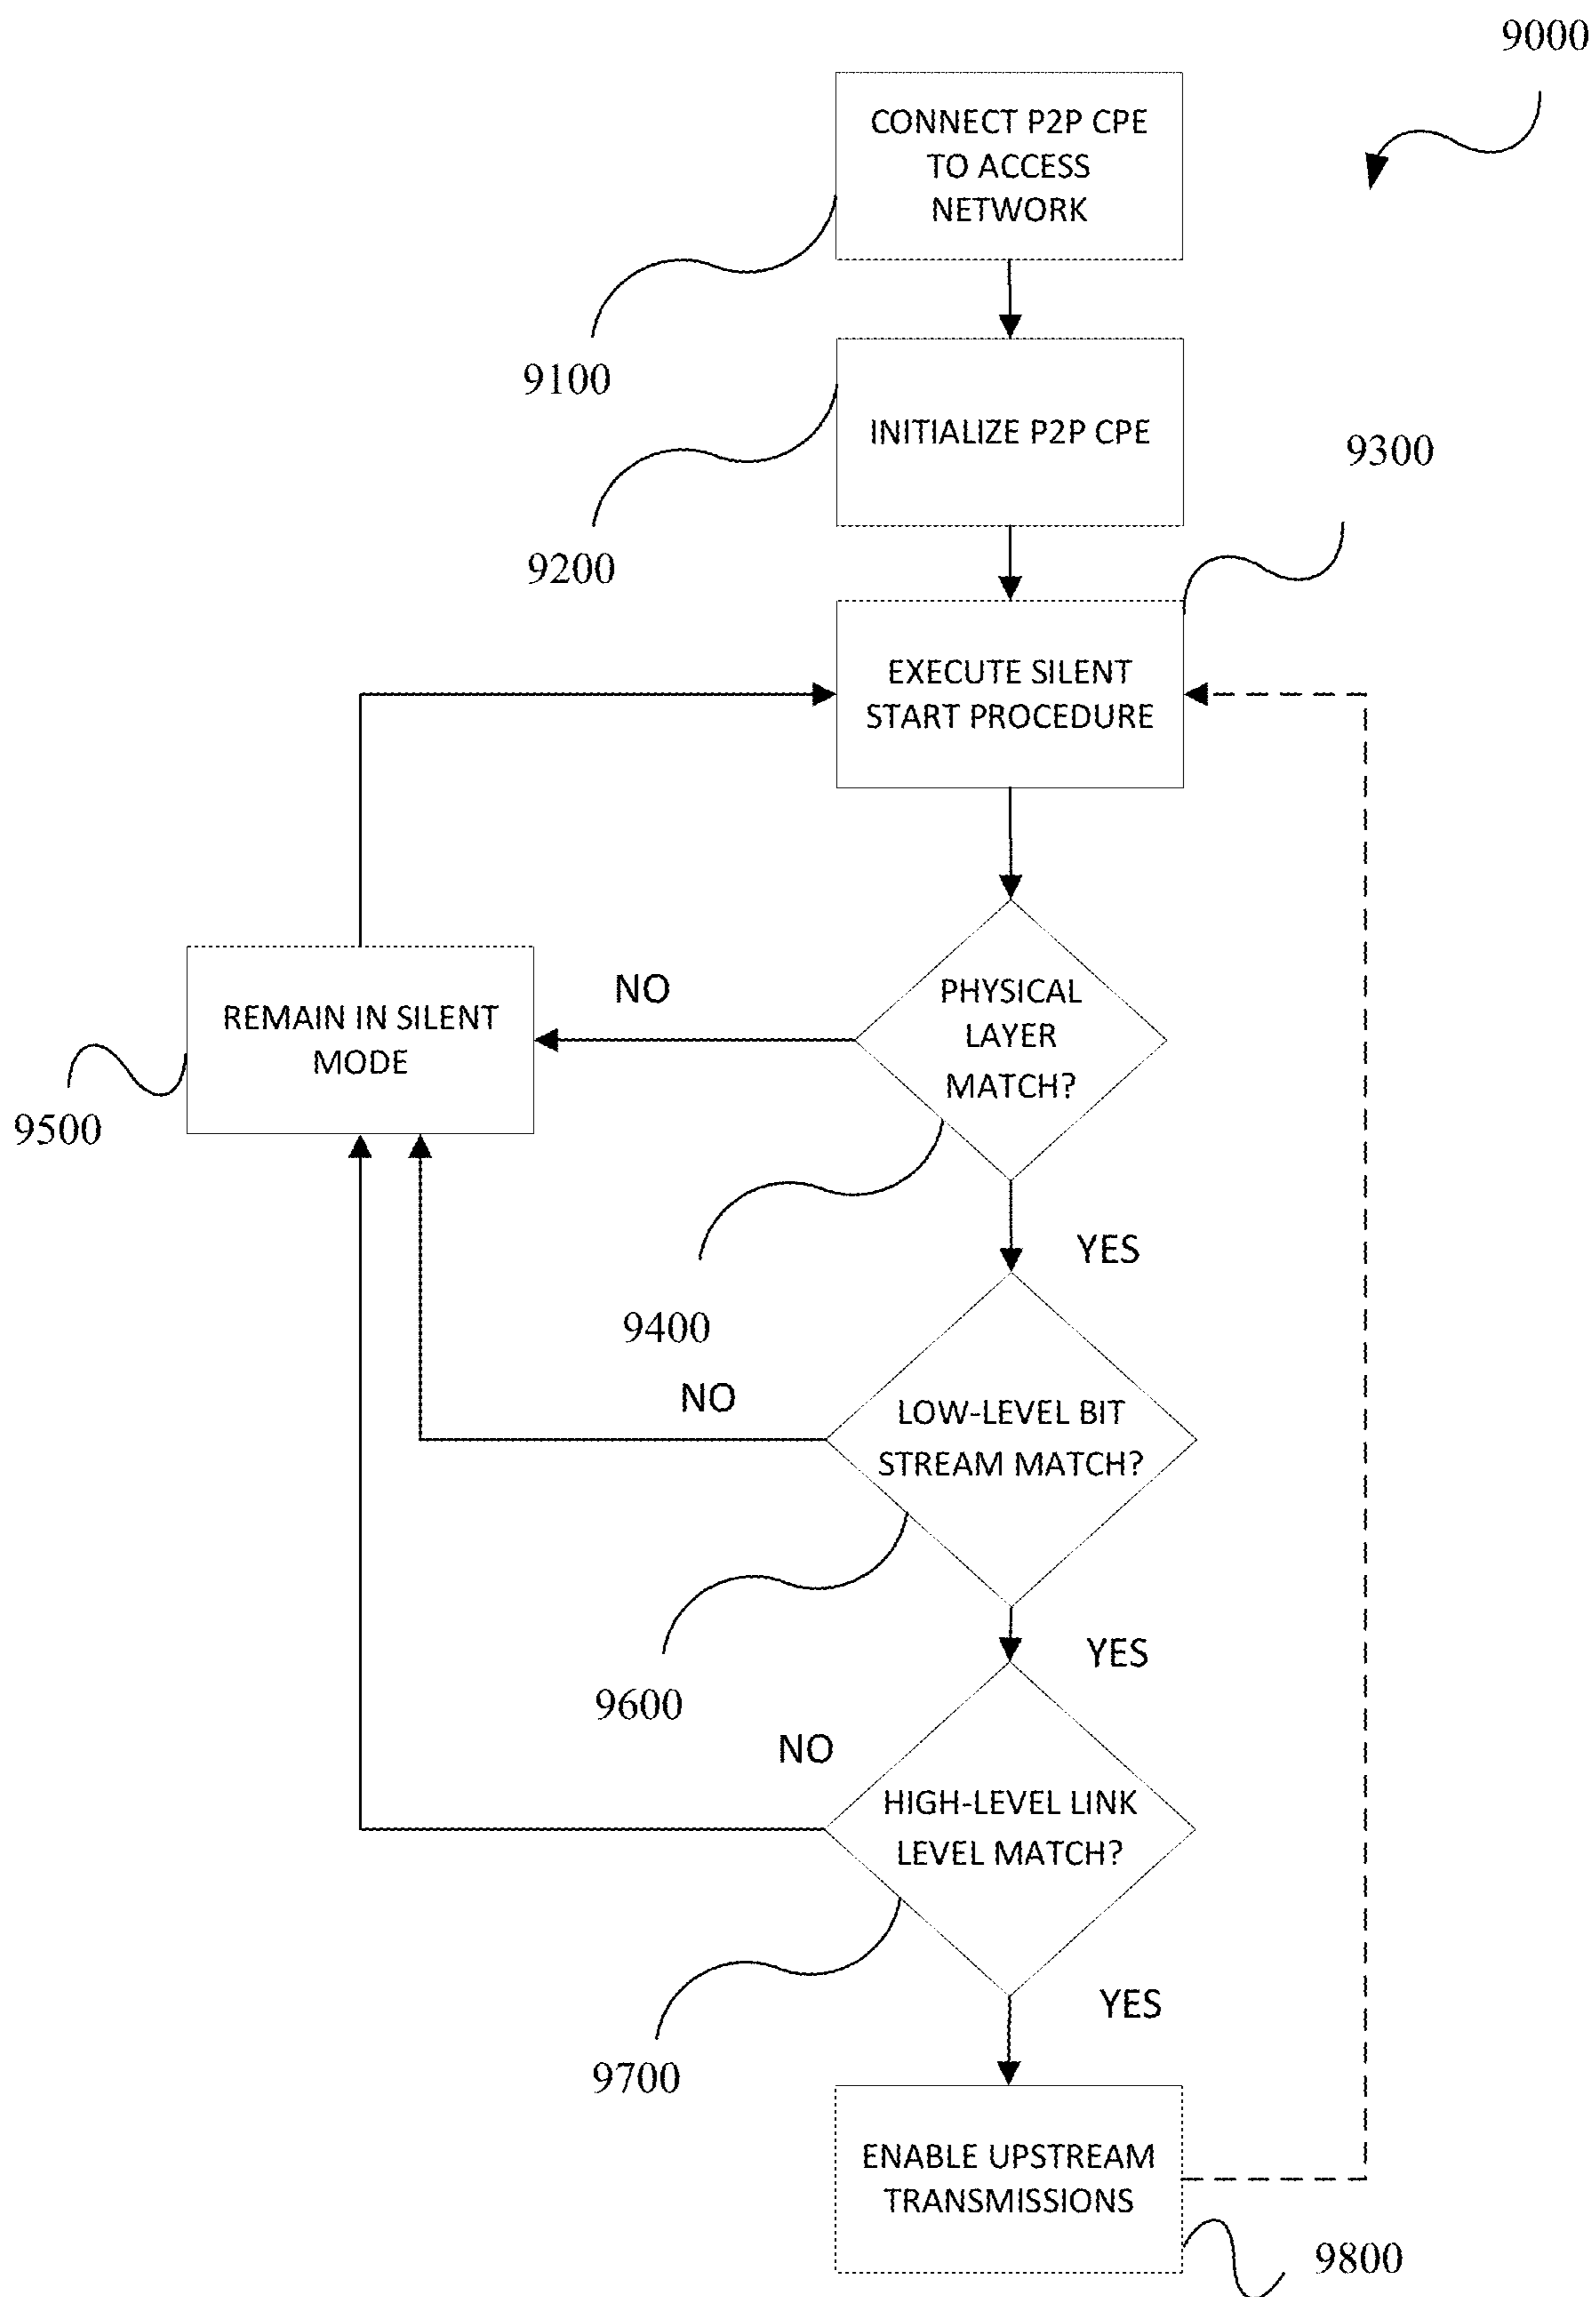 9000
CONNECT P2P CPE
TO ACCESS
NETWORK
9100
INITIALIZE P2P CPE
9200
9300
EXECUTE SILENT
START PROCEDURE
REMAIN IN SILENT
MODE
9500
NO
PHYSICAL
LAYER
MATCH?
9400
YES
NO
LOW-LEVEL BIT
STREAM MATCH?
9600
YES
NO
HIGH-LEVEL LINK
LEVEL MATCH?
9700
YES
ENABLE UPSTREAM
TRANSMISSIONS
9800